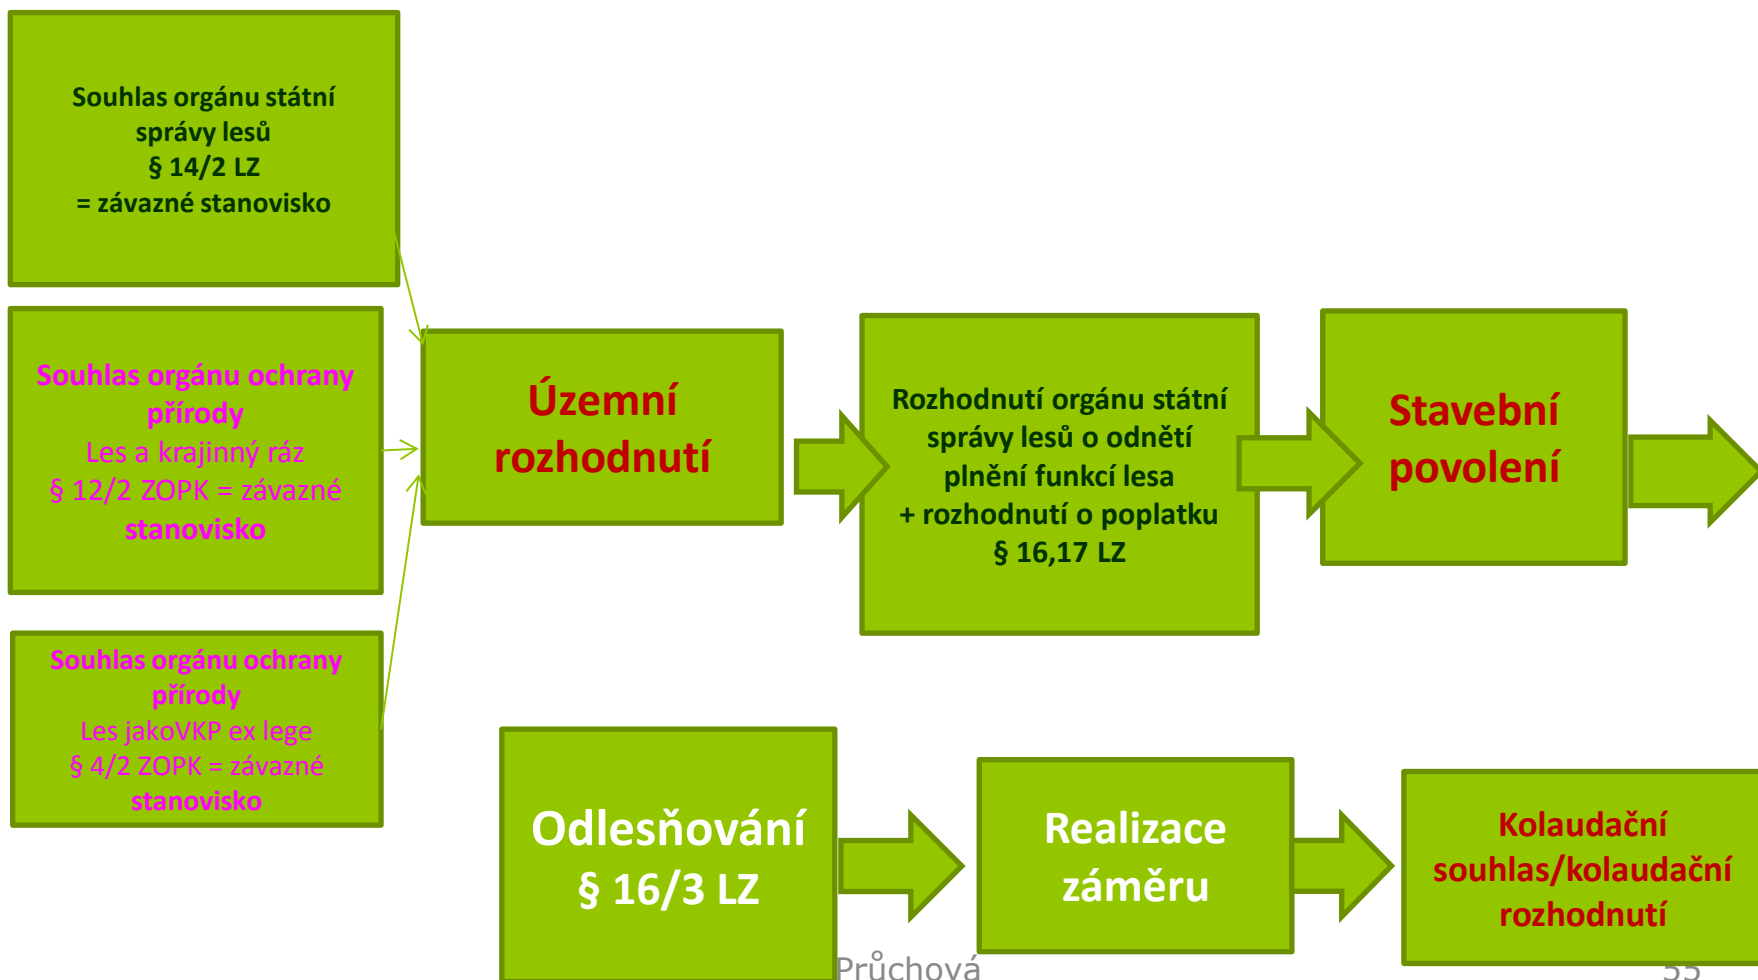 Souhlas orgánu státní
správy lesů
§ 14/2 LZ
= závazné stanovisko
Souhlas orgánu ochrany
přírody
Les a krajinný ráz
§ 12/2 ZOPK = závazné
stanovisko
Souhlas orgánu ochrany
přírody
Les jakoVKP ex lege
§ 4/2 ZOPK = závazné
stanovisko
Územní
rozhodnutí
Rozhodnutí orgánu státní
správy lesů o odnětí
plnění funkcí lesa
+ rozhodnutí o poplatku
§ 16,17 LZ
Stavební
povolení
Odlesňování
§ 16/3 LZ
Realizace
záměru
Kolaudační
souhlas/kolaudační
rozhodnutí
Průchová
55